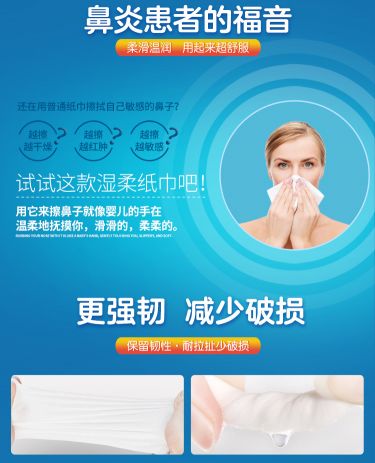 鼻炎患者的福音
柔滑温润 用起来超舒服
还在用普通纸巾擦拭自己敏感的鼻子?
越擦越干燥?
越擦越红肿?
越擦越敏感?
试试这款湿柔纸巾吧!
用它来擦鼻子就像婴儿的手在
温柔地抚摸你，滑滑的，柔柔的。
更强韧 减少破损
保留韧性，耐拉扯少破损